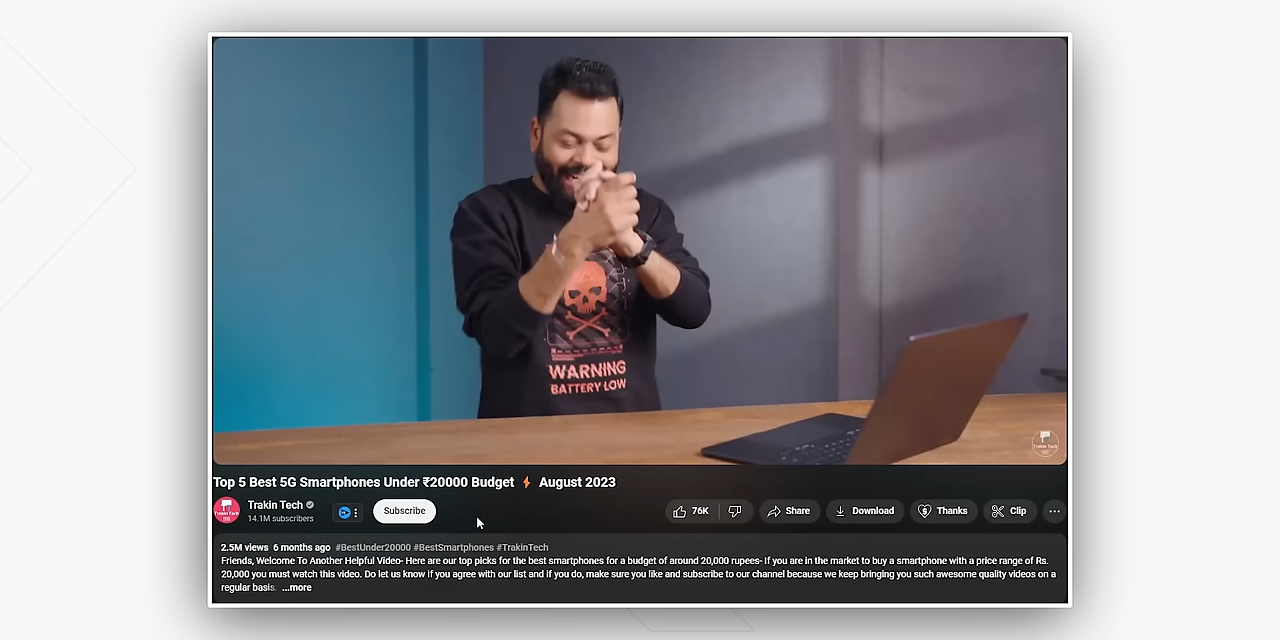 WARNING
BATTERY LOW
Trakin Tech
Top 5 Best 5G Smartphones Under ₹20000 Budget ⚡ August 2023
Trakin Tech
Trakin Tech
14.1M subscribers
Subscribe
76K
Share
Download
Thanks
Clip
2.5M views 6 months ago #BestUnder20000 #BestSmartphones #TrakinTech
Friends, Welcome To Another Helpful Video- Here are our top picks for the best smartphones for a budget of around 20,000 rupees- If you are in the market to buy a smartphone with a price range of Rs.
20,000 you must watch this video. Do let us know if you agree with our list and if you do, make sure you like and subscribe to our channel because we keep bringing you such awesome quality videos on a
regular basis. ...more